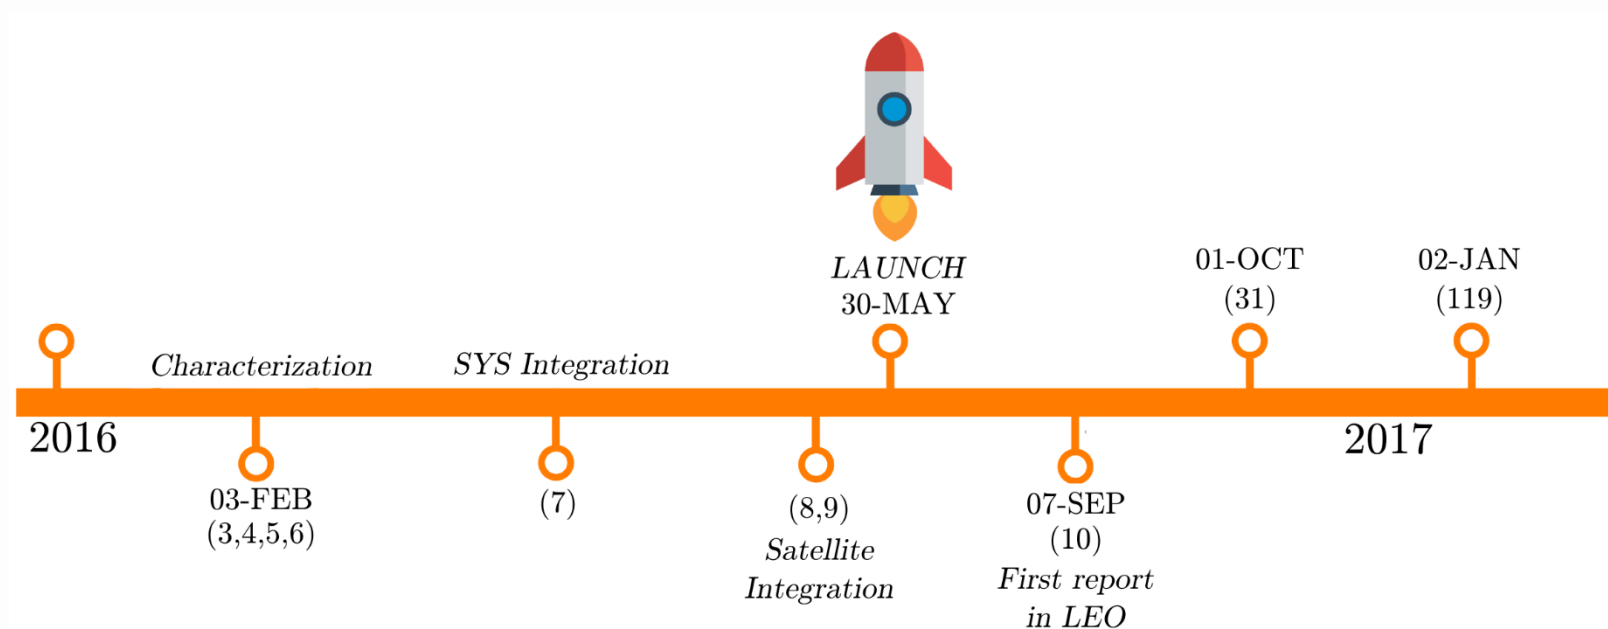 LAUNCH
30-MAY
01-OCT
(31)
02-JAN
(119)
Characterization
SYS Integration
2016
2017
03-FEB
(3,4,5,6)
(7)
(8,9)
Satellite
Integration
07-SEP
(10)
First report
in LEO